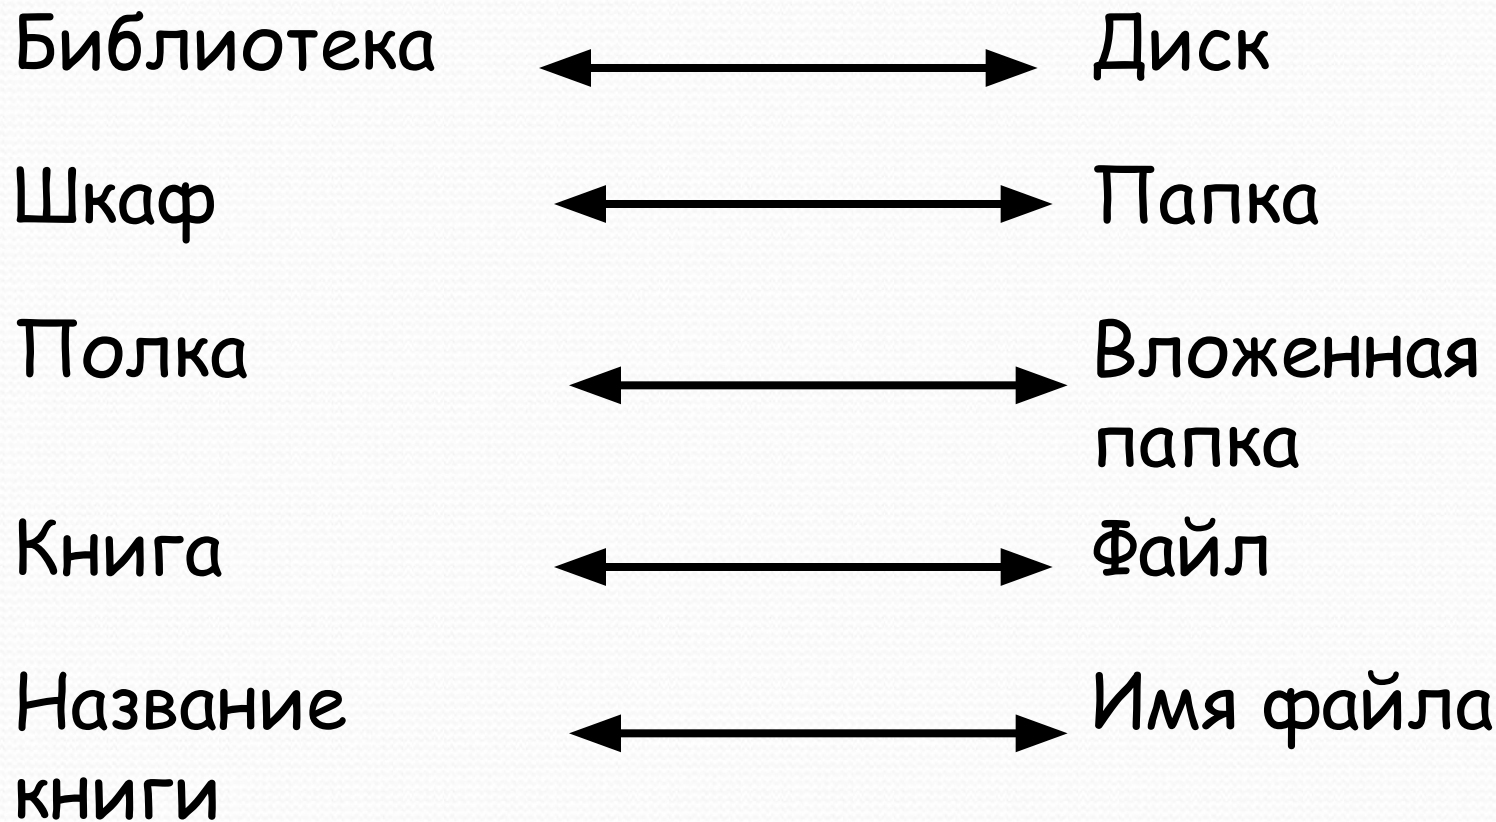 Библиотека Диск
Шкаф Папка
Полка Вложенная
папка
Книга Файл
Название Имя файла
книги